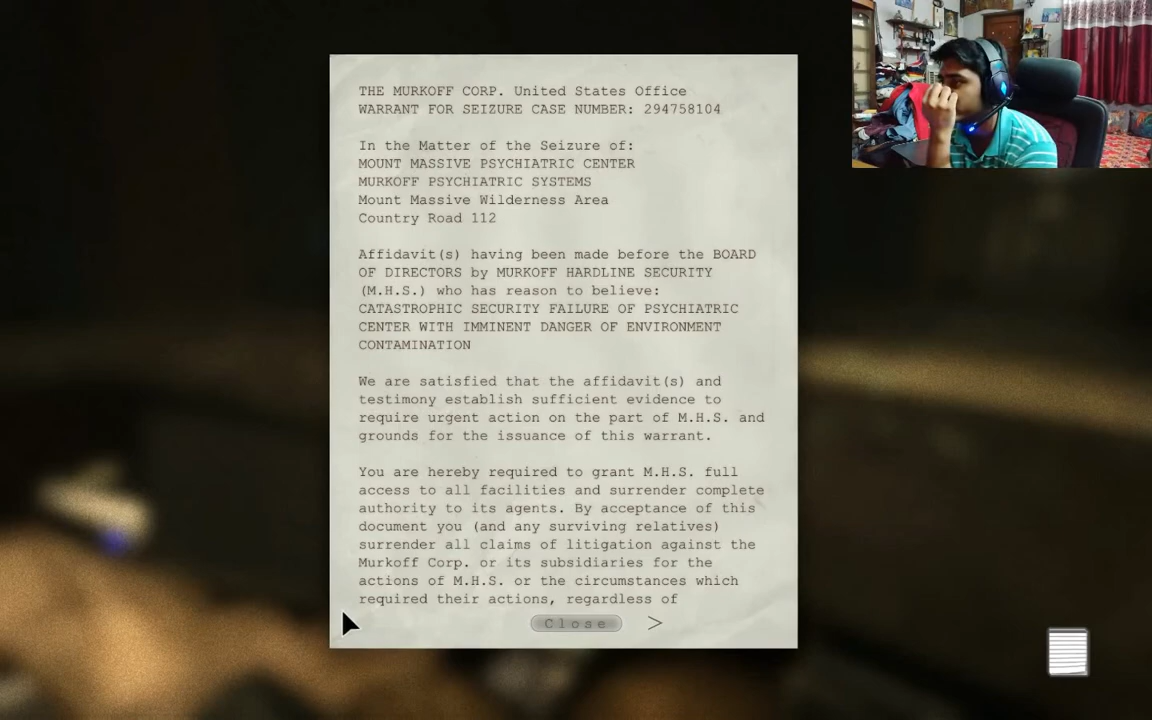 THE MURKOFF CORP. United States Office
WARRANT FOR SEIZURE CASE NUMBER: 294758104
In the Matter of the Seizure of:
MOUNT MASSIVE PSYCHIATRIC CENTER
MURKOFF PSYCHIATRIC SYSTEMS
Mount Massive Wilderness Area
Country Road 112
Affidavit(s) having been made before the BOARD
OF DIRECTORS by MURKOFF HARDLINE SECURITY
(M.H.S.) who has reason to believe:
CATASTROPHIC SECURITY FAILURE OF PSYCHIATRIC
CENTER WITH IMMINENT DANGER OF ENVIRONMENT
CONTAMINATION
We are satisfied that the affidavit(s) and
testimony establish sufficient evidence to
require urgent action on the part of M.H.S. and
grounds for the issuance of this warrant.
You are hereby required to grant M.H.S. full
access to all facilities and surrender complete
authority to its agents. By acceptance of this
document you (and any surviving relatives)
surrender all claims of litigation against the
Murkoff Corp. or its subsidiaries for the
actions of M.H.S. or the circumstances which
required their actions, regardless of
Close >